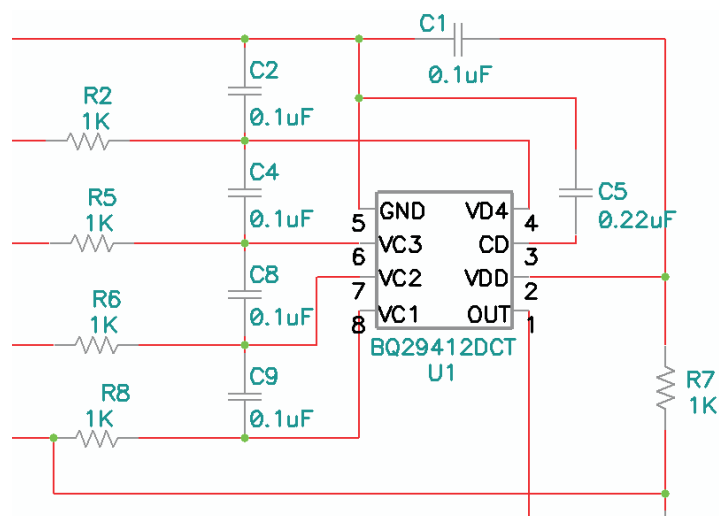 C1
0.1uF
C2
0.1uF
R2
1K
C4
0.1uF
R5
1K
C5
0.22uF
GND
VD4
5
4
VC3
CD
6
3
VC2
VDD
7
2
VC1
OUT
8
1
BQ29412DCT
U1
C8
0.1uF
R6
1K
C9
0.1uF
R8
1K
R7
1K